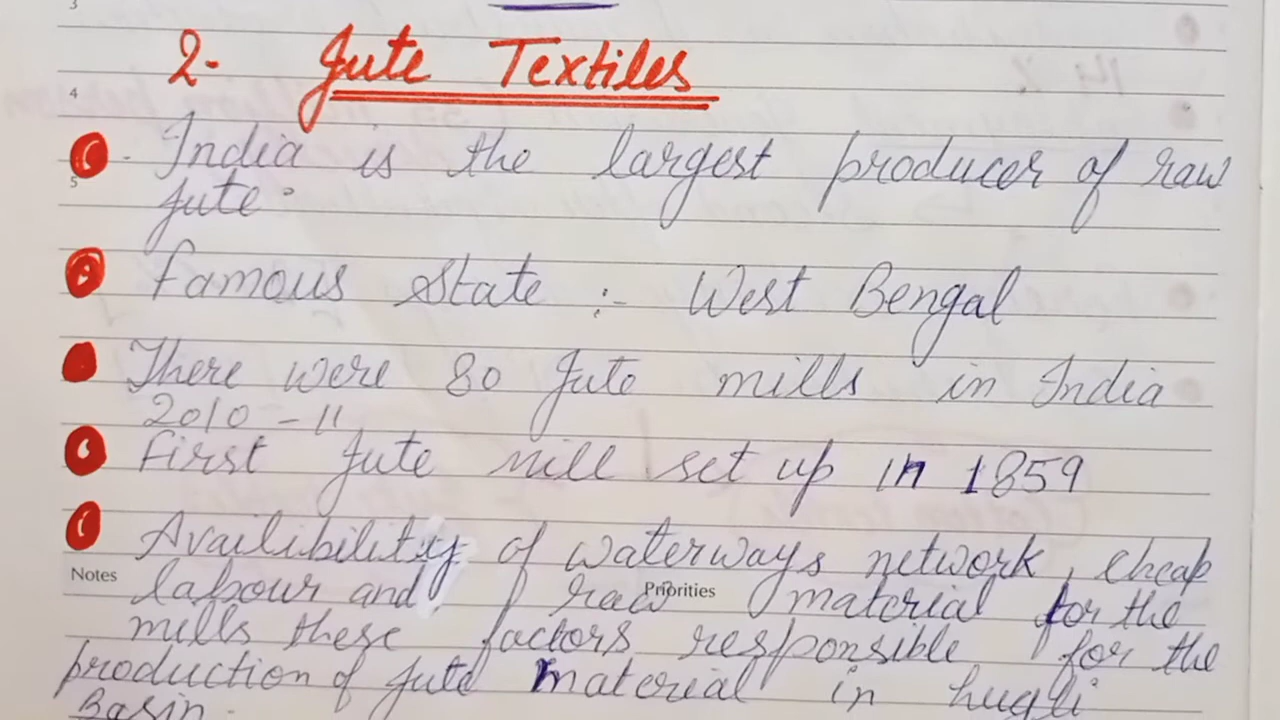 3
2- Jute Textiles
4
India is the largest producer of raw
5
jute.
Famous State :- West Bengal
There were 80 Jute mills in India
2010-11
First Jute mill set up in 1859
Availibility of waterways network, cheap
Notes labour and raw Priorities material for the
mills these factors responsible for the
production of jute material in hugli
Basin.